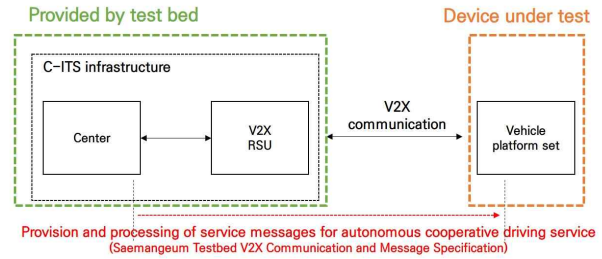 Provided by test bed
Device under test
C-ITS infrastructure
Center
V2X
RSU
V2X
communication
Vehicle
platform set
Provision and processing of service messages for autonomous cooperative driving service
(Saemangeum Testbed V2X Communication and Message Specification)